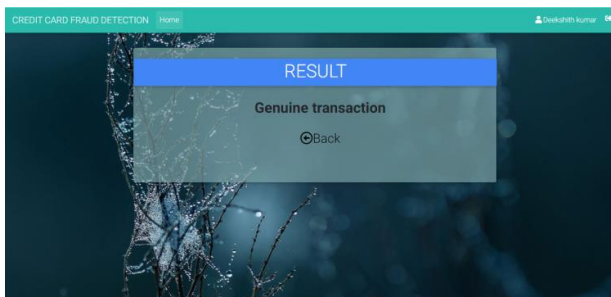 CREDIT CARD FRAUD DETECTION Home Deekshith kumar
RESULT
Genuine transaction
Back